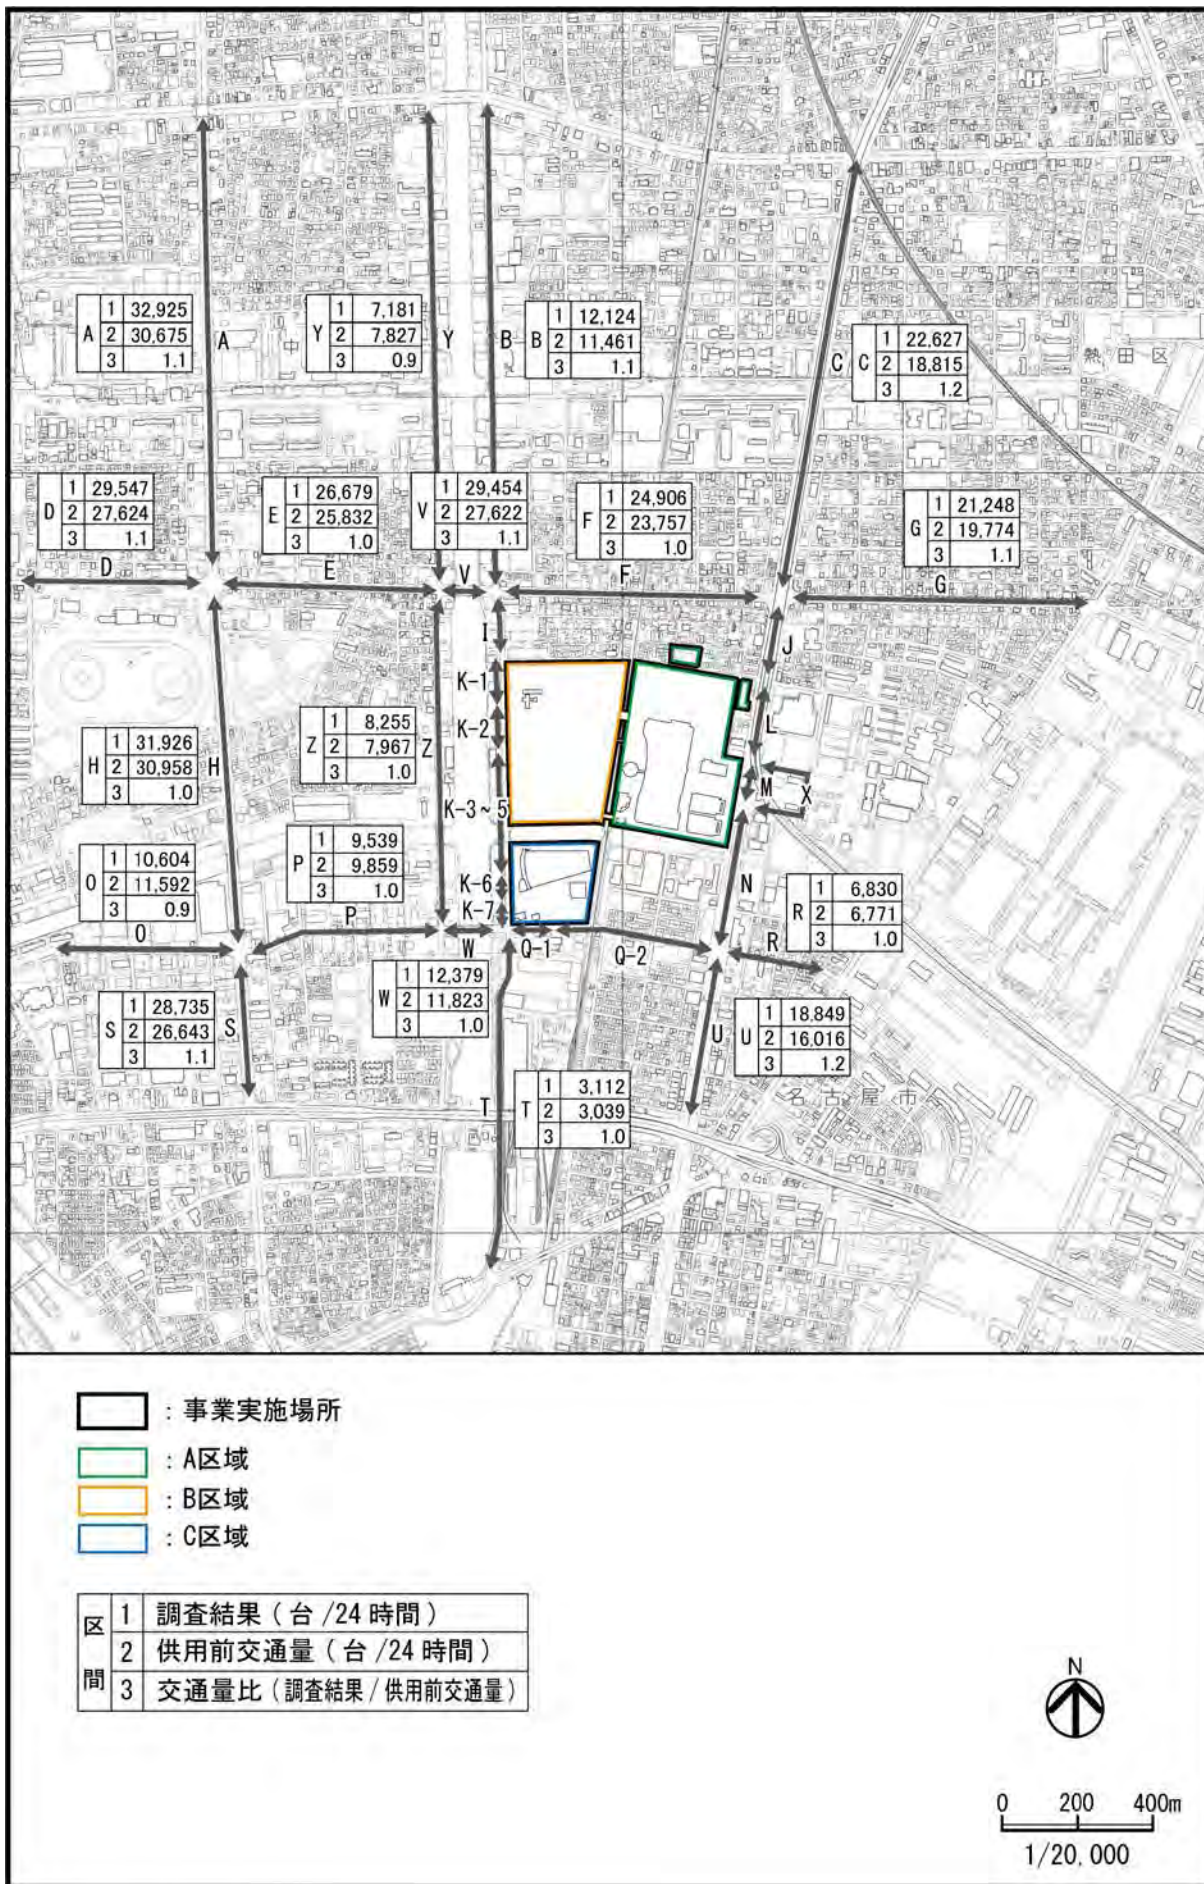 A 1 32,925
2 30,675
3 1.1
A
Y 1 7,181
2 7,827
3 0.9
Y
B
B 1 12,124
2 11,461
3 1.1
C
C 1 22,627
2 18,815
3 1.2
熱田区
中
D 1 29,547
2 27,624
3 1.1
D
E 1 26,679
2 25,832
3 1.0
E
V 1 29,454
2 27,622
3 1.1
V
F 1 24,906
2 23,757
3 1.0
F
G 1 21,248
2 19,774
3 1.1
G
I
J
K-1
K-2
L
H 1 31,926
2 30,958
3 1.0
H
Z 1 8,255
2 7,967
3 1.0
Z
M
X
K-3～5
O 1 10,604
2 11,592
3 0.9
O
P 1 9,539
2 9,859
3 1.0
P
K-6
K-7
N
R 1 6,830
2 6,771
3 1.0
R
W
Q-1
Q-2
W 1 12,379
2 11,823
3 1.0
S 1 28,735
2 26,643
3 1.1
S
U
U 1 18,849
2 16,016
3 1.2
T
T 1 3,112
2 3,039
3 1.0
名古屋市
：事業実施場所
：A区域
：B区域
：C区域
区間
1 調査結果（台/24時間）
2 供用前交通量（台/24時間）
3 交通量比（調査結果/供用前交通量）
N
0 200 400m
1/20,000